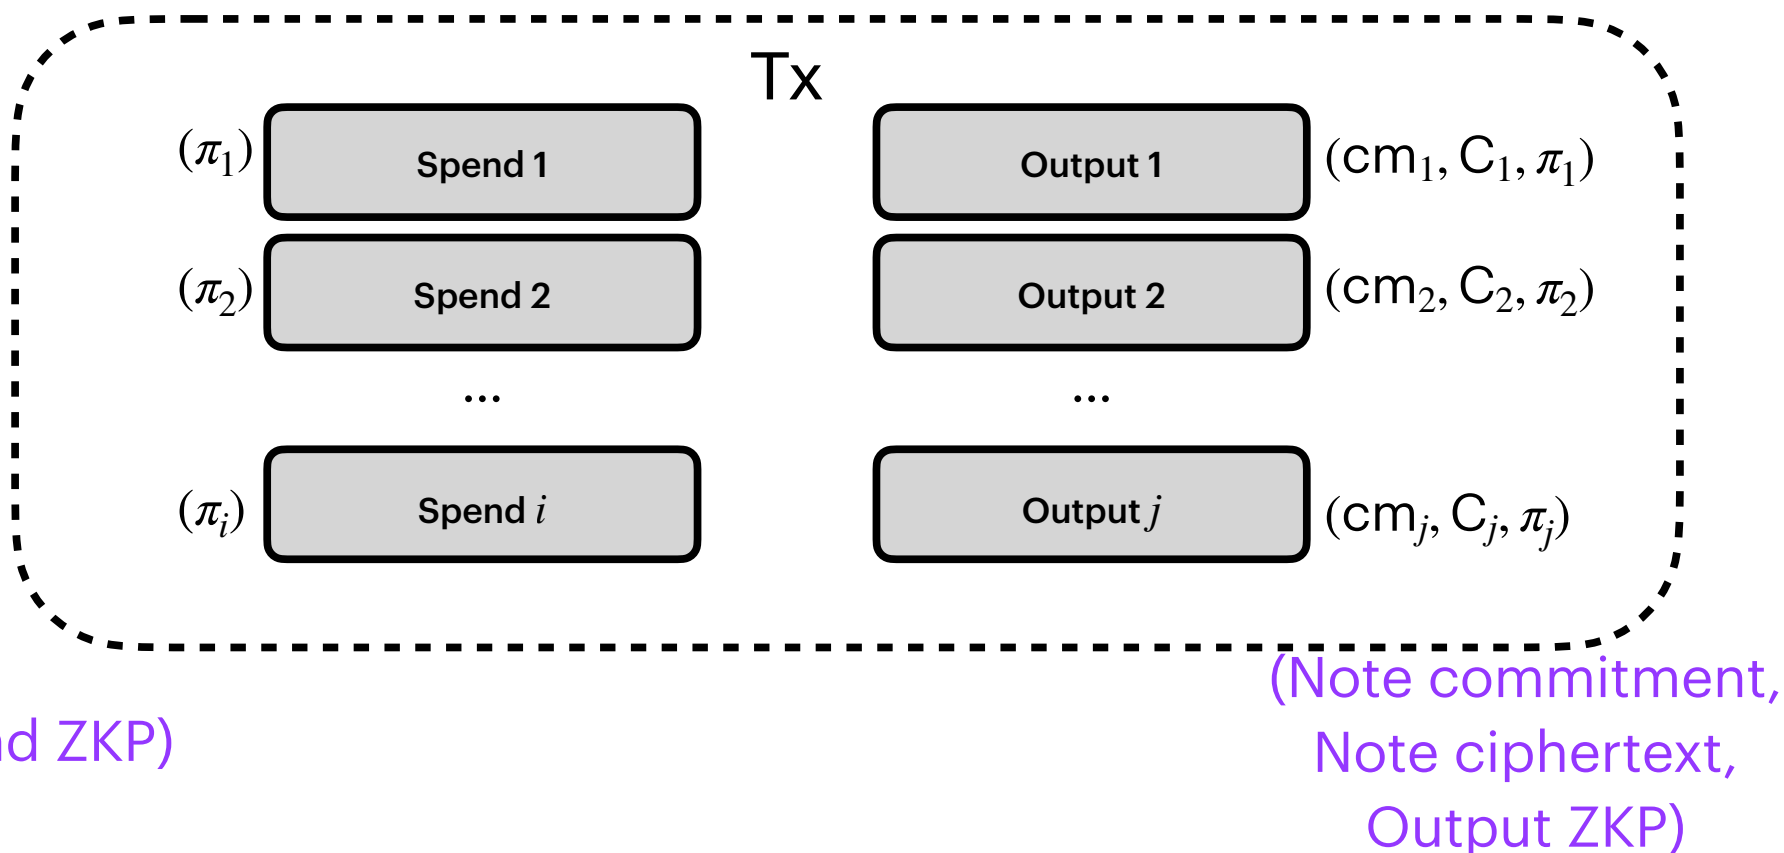 Tx
(π₁) Spend 1 Output 1 (cm₁, C₁, π₁)
(π₂) Spend 2 Output 2 (cm₂, C₂, π₂)
... ...
(πᵢ) Spend i Output j (cmⱼ, Cⱼ, πⱼ)
(Note commitment,
nd ZKP) Note ciphertext,
Output ZKP)